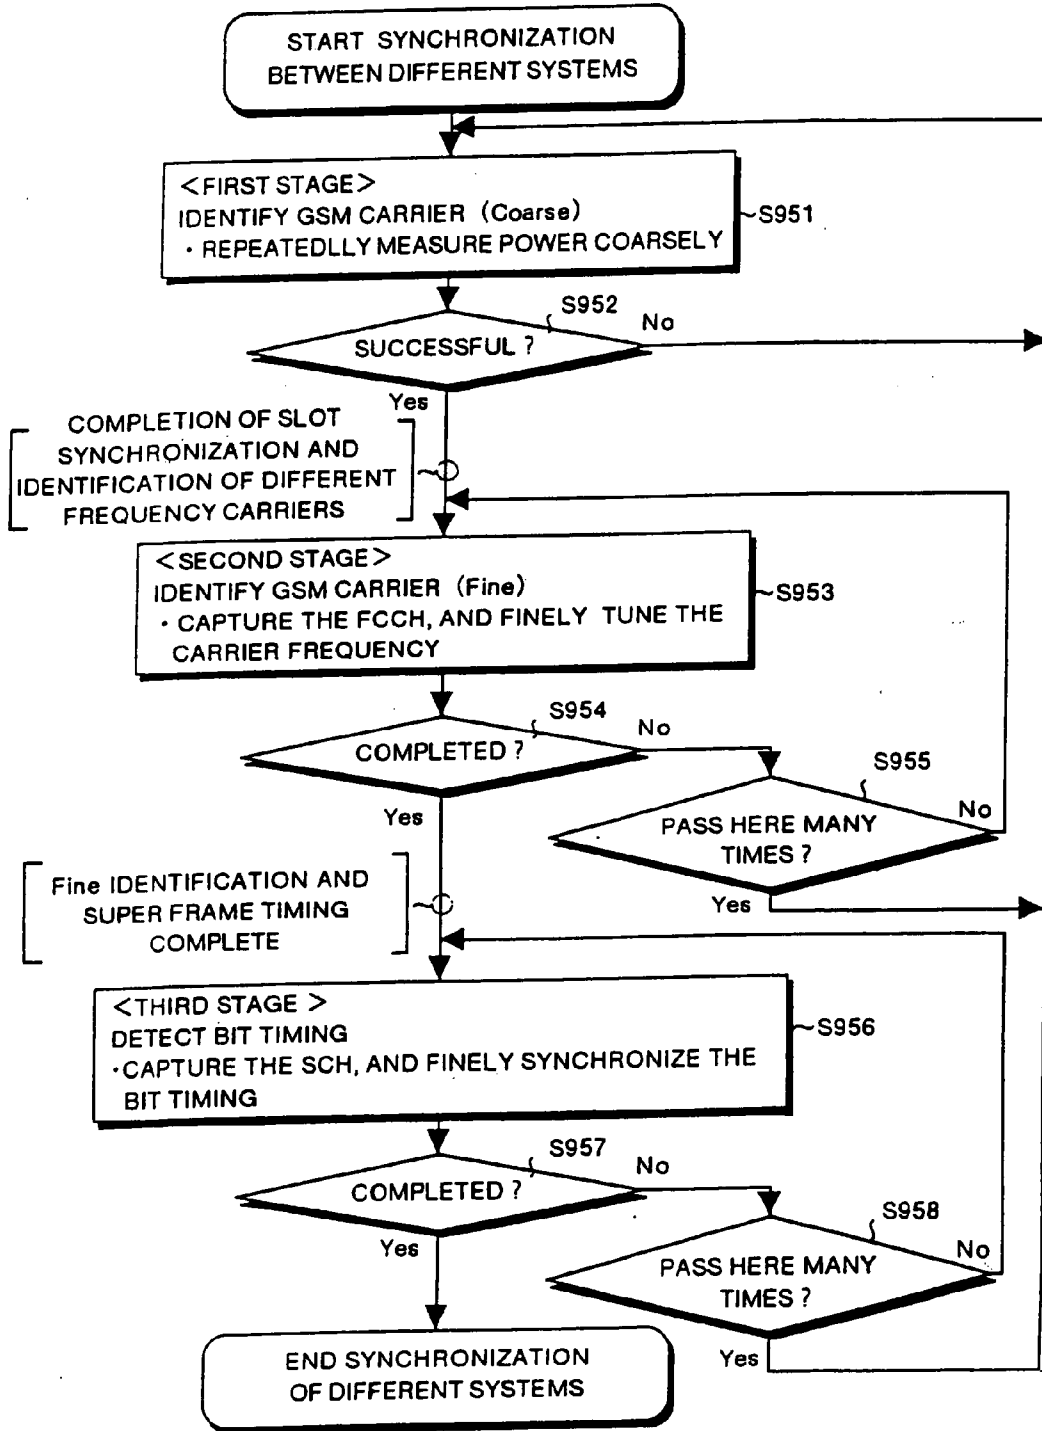 START SYNCHRONIZATION
BETWEEN DIFFERENT SYSTEMS
<FIRST STAGE>
IDENTIFY GSM CARRIER (Coarse)
・REPEATEDLLY MEASURE POWER COARSELY
S951
S952
No
SUCCESSFUL ?
Yes
COMPLETION OF SLOT
SYNCHRONIZATION AND
IDENTIFICATION OF DIFFERENT
FREQUENCY CARRIERS
<SECOND STAGE>
IDENTIFY GSM CARRIER (Fine)
・CAPTURE THE FCCH, AND FINELY TUNE THE
CARRIER FREQUENCY
S953
S954
No
COMPLETED ?
Yes
S955
No
PASS HERE MANY
TIMES ?
Yes
Fine IDENTIFICATION AND
SUPER FRAME TIMING
COMPLETE
<THIRD STAGE >
DETECT BIT TIMING
・CAPTURE THE SCH, AND FINELY SYNCHRONIZE THE
BIT TIMING
S956
S957
No
COMPLETED ?
Yes
S958
No
PASS HERE MANY
TIMES ?
Yes
END SYNCHRONIZATION
OF DIFFERENT SYSTEMS